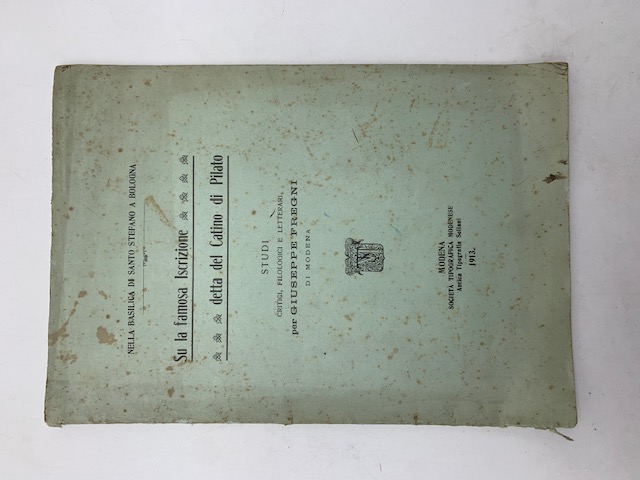 NELLA BASILICA DI SANTO STEFANO A BOLOGNA
Su la famosa Iscrizione
detta del Catino di Pilato
STUDI
CRITICI, FILOLOGICI E LETTERARI,
per GIUSEPPE FREGNI
DI MODENA
MODENA
SOCIETÀ TIPOGRAFICA MODENESE
Antica Tipografia Soliani
1913.